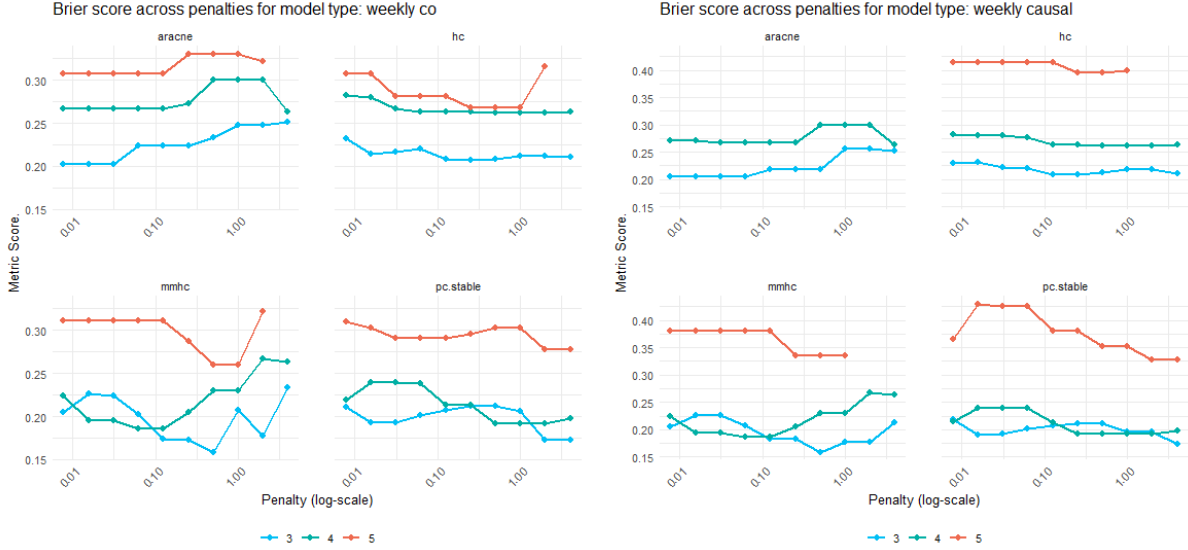 Brier score across penalties for model type: weekly co
aracne
hc
0.30
0.25
0.20
0.15
0.01
0.10
1.00
0.01
0.10
1.00
mmhc
pc.stable
0.30
0.25
0.20
0.15
0.01
0.10
1.00
0.01
0.10
1.00
Metric Score.
Penalty (log-scale)
3 4 5
Brier score across penalties for model type: weekly causal
aracne
hc
0.40
0.35
0.30
0.25
0.20
0.15
0.01
0.10
1.00
0.01
0.10
1.00
mmhc
pc.stable
0.40
0.35
0.30
0.25
0.20
0.15
0.01
0.10
1.00
0.01
0.10
1.00
Metric Score.
Penalty (log-scale)
3 4 5